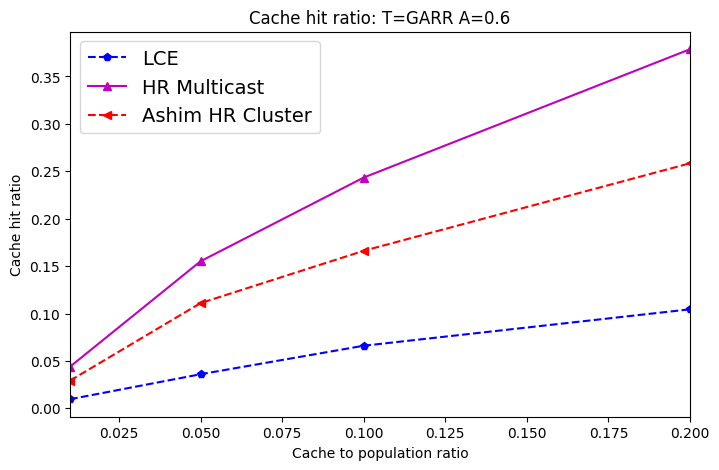 Cache hit ratio: T=GARR A=0.6
LCE
HR Multicast
Ashim HR Cluster
0.35
0.30
0.25
0.20
0.15
0.10
0.05
0.00
Cache hit ratio
0.025 0.050 0.075 0.100 0.125 0.150 0.175 0.200
Cache to population ratio